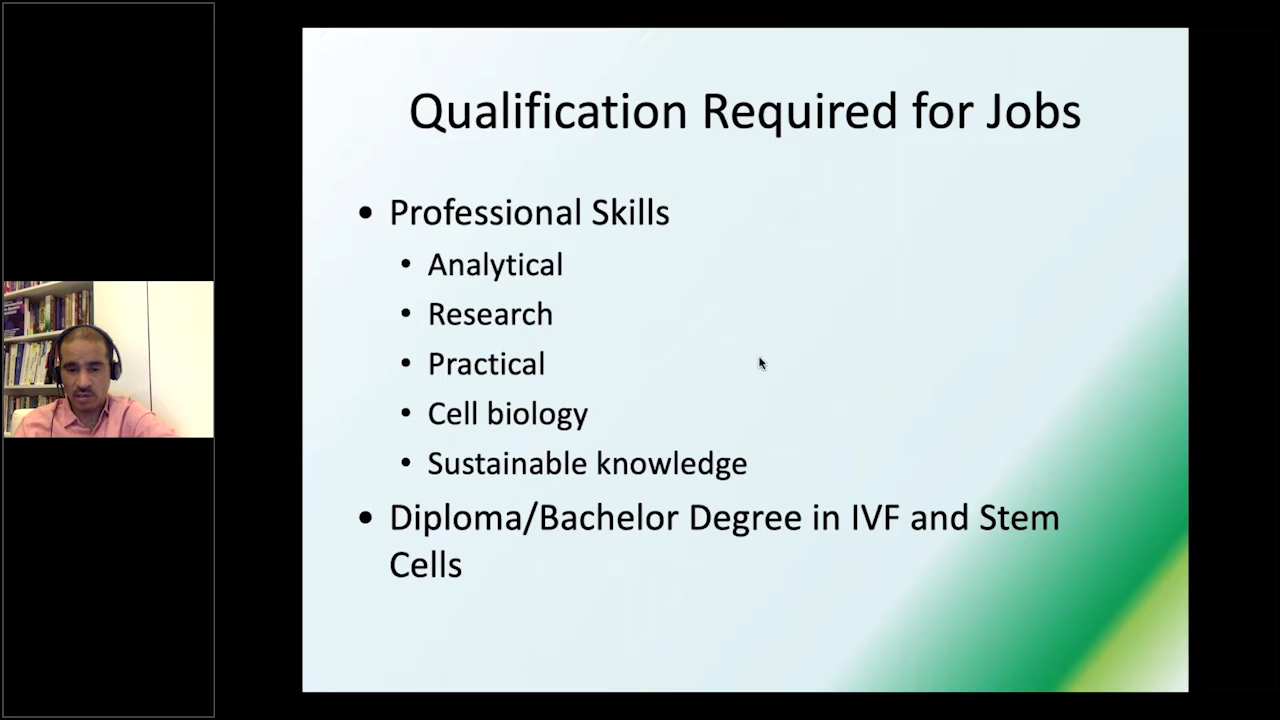 Qualification Required for Jobs
• Professional Skills
• Analytical
• Research
• Practical
• Cell biology
• Sustainable knowledge
• Diploma/Bachelor Degree in IVF and Stem
Cells